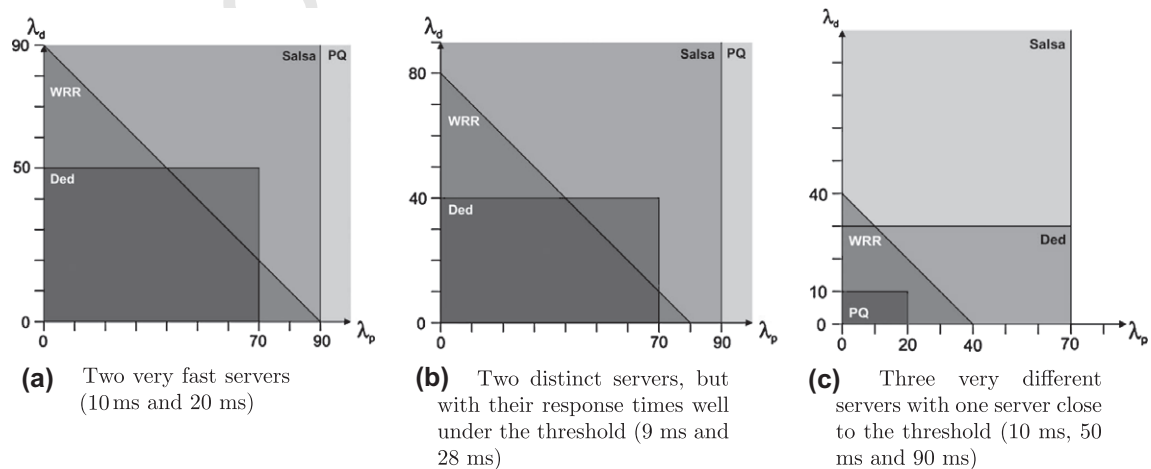 λd
90
Salsa
PQ
WRR
50
Ded
0
0
70
90
λp
(a) Two very fast servers
(10 ms and 20 ms)
λd
80
Salsa
PQ
WRR
40
Ded
0
0
40
70
90
λp
(b) Two distinct servers, but
with their response times well
under the threshold (9 ms and
28 ms)
λd
Salsa
40
WRR
Ded
10
PQ
0
0
20
40
70
λp
(c) Three very different
servers with one server close
to the threshold (10 ms, 50
ms and 90 ms)